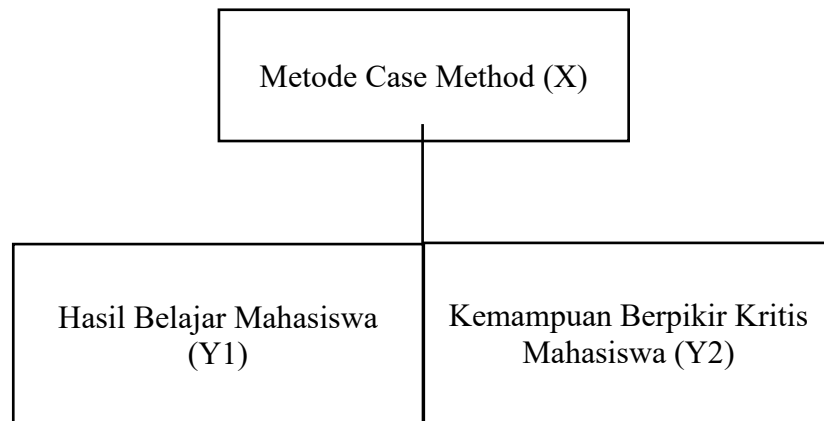 Metode Case Method (X)
Hasil Belajar Mahasiswa
(Y1)
Kemampuan Berpikir Kritis
Mahasiswa (Y2)